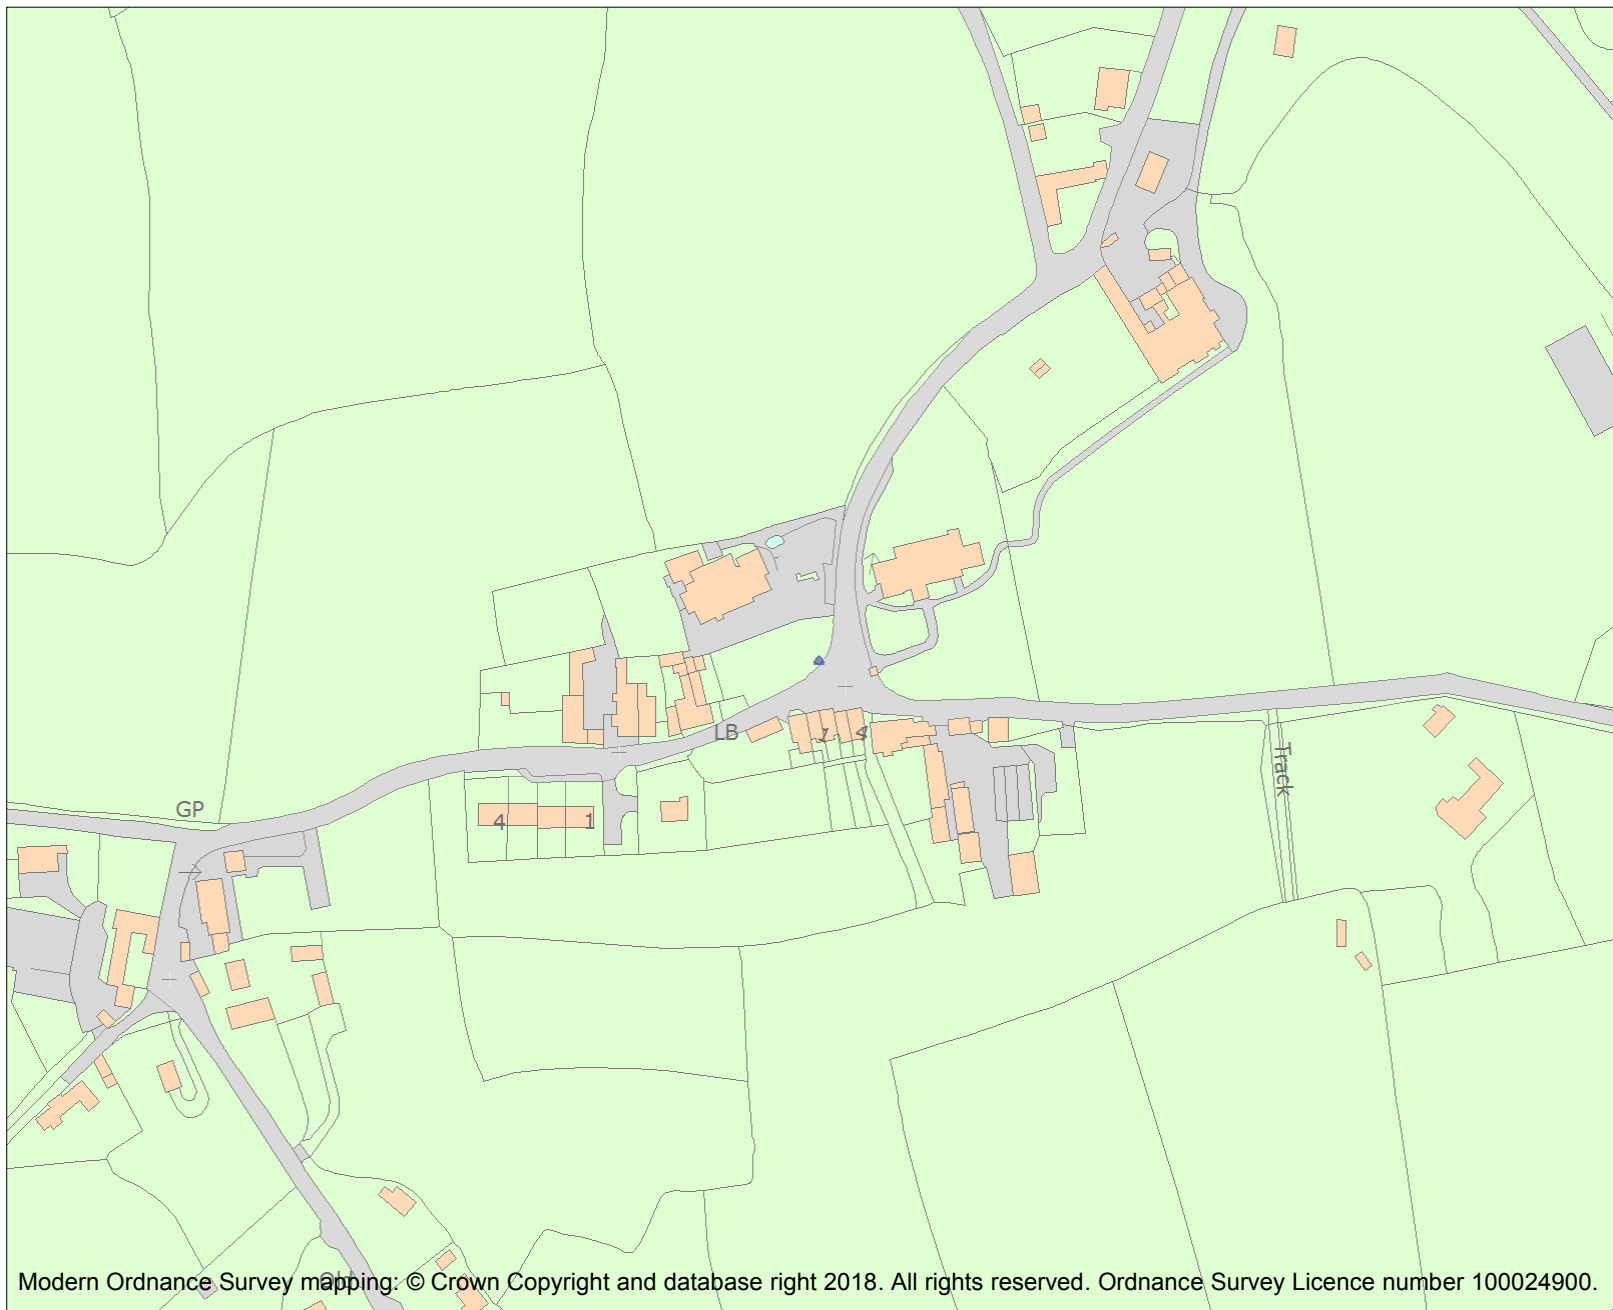 LB
1 4
Track
GP
4 1
Modern Ordnance Survey mapping: © Crown Copyright and database right 2018. All rights reserved. Ordnance Survey Licence number 100024900.